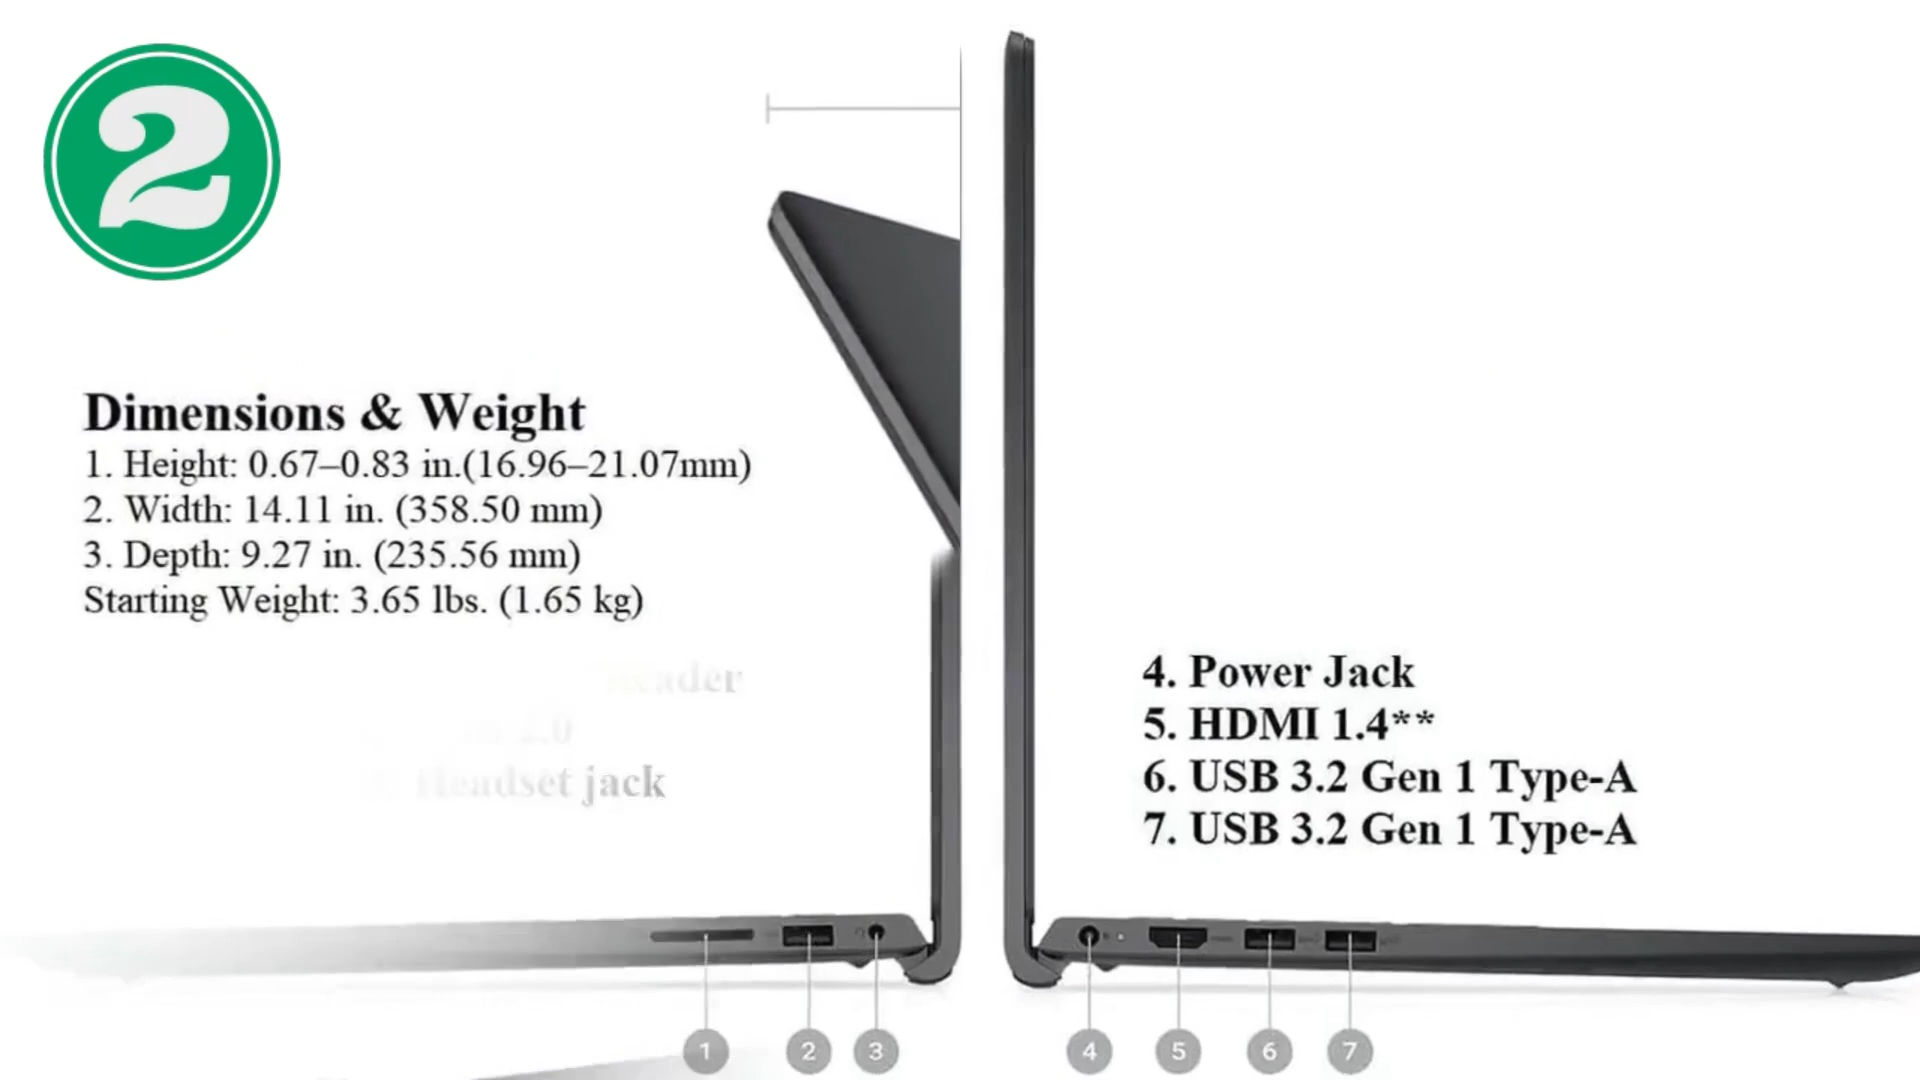 2
Dimensions & Weight
1. Height: 0.67–0.83 in.(16.96–21.07mm)
2. Width: 14.11 in. (358.50 mm)
3. Depth: 9.27 in. (235.56 mm)
Starting Weight: 3.65 lbs. (1.65 kg)
Reader
2.0
Headset jack
4. Power Jack
5. HDMI 1.4**
6. USB 3.2 Gen 1 Type-A
7. USB 3.2 Gen 1 Type-A
1 2 3 4 5 6 7